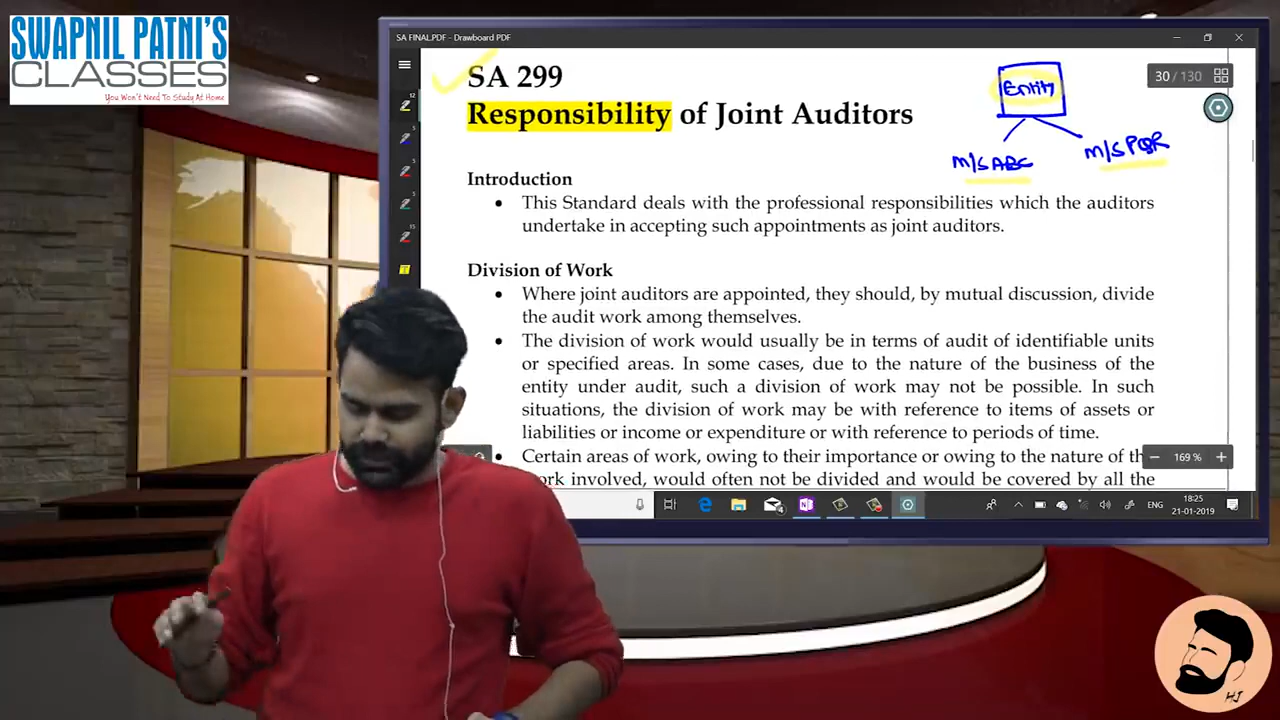 SWAPNIL PATNI'S
CLASSES
You Won't Need To Study At Home
SA FINAL.PDF - Drawboard PDF
SA 299
Responsibility of Joint Auditors
30 / 130
Entity
M/S ABC
M/S PQR
Introduction
• This Standard deals with the professional responsibilities which the auditors
undertake in accepting such appointments as joint auditors.
Division of Work
• Where joint auditors are appointed, they should, by mutual discussion, divide
the audit work among themselves.
• The division of work would usually be in terms of audit of identifiable units
or specified areas. In some cases, due to the nature of the business of the
entity under audit, such a division of work may not be possible. In such
situations, the division of work may be with reference to items of assets or
liabilities or income or expenditure or with reference to periods of time.
• Certain areas of work, owing to their importance or owing to the nature of th
ork involved, would often not be divided and would be covered by all the
169 %
ENG
18:25
21-01-2019
HJ